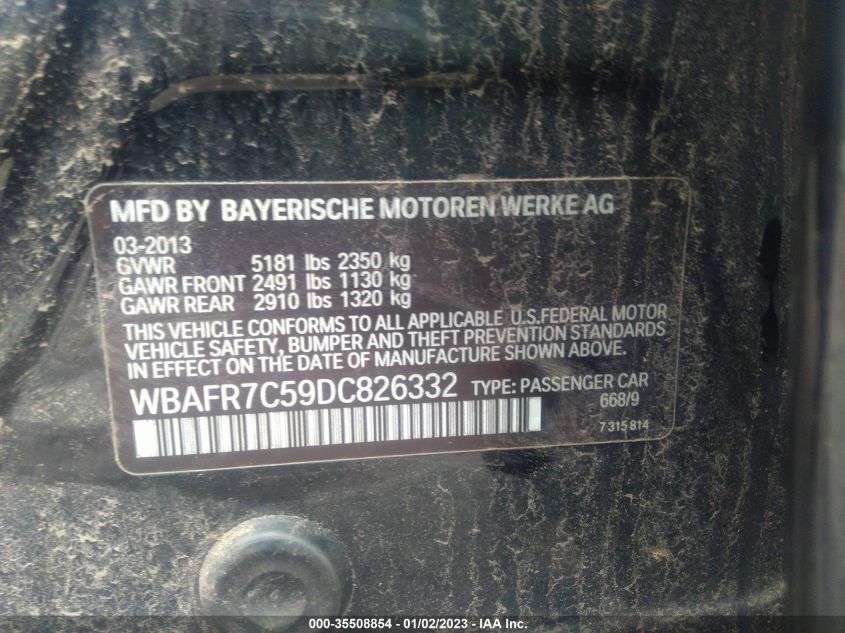 MFD BY BAYERISCHE MOTOREN WERKE AG
03-2013
GVWR 5181 lbs 2350 kg
GAWR FRONT 2491 lbs 1130 kg
GAWR REAR 2910 lbs 1320 kg
THIS VEHICLE CONFORMS TO ALL APPLICABLE U.S.FEDERAL MOTOR
VEHICLE SAFETY, BUMPER AND THEFT PREVENTION STANDARDS
IN EFFECT ON THE DATE OF MANUFACTURE SHOWN ABOVE.
WBAFR7C59DC826332 TYPE: PASSENGER CAR
668/9
7 315 814
000-35508854 - 01/02/2023 - IAA Inc.